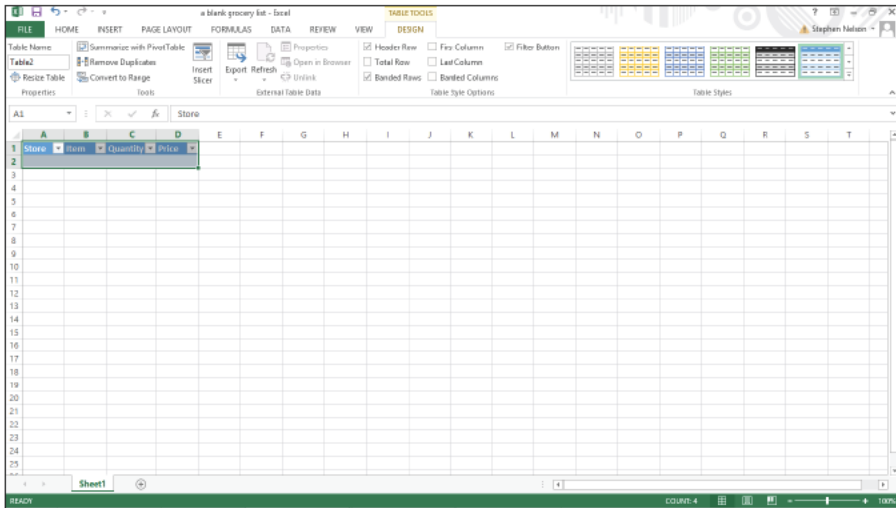 a blank grocery list - Excel
TABLE TOOLS
FILE HOME INSERT PAGE LAYOUT FORMULAS DATA REVIEW VIEW DESIGN
Stephen Nelson
Table Name:
Table2
Resize Table
Properties
Summarize with PivotTable
Remove Duplicates
Convert to Range
Tools
Insert
Slicer
Export Refresh
Properties
Open in Browser
Unlink
External Table Data
Header Row First Column Filter Button
Total Row Last Column
Banded Rows Banded Columns
Table Style Options
Table Styles
A1 fx Store
A B C D E F G H I J K L M N O P Q R S T
1 Store Item Quantity Price
2
3
4
5
6
7
8
9
10
11
12
13
14
15
16
17
18
19
20
21
22
23
24
25
Sheet1
READY COUNT: 4 100%